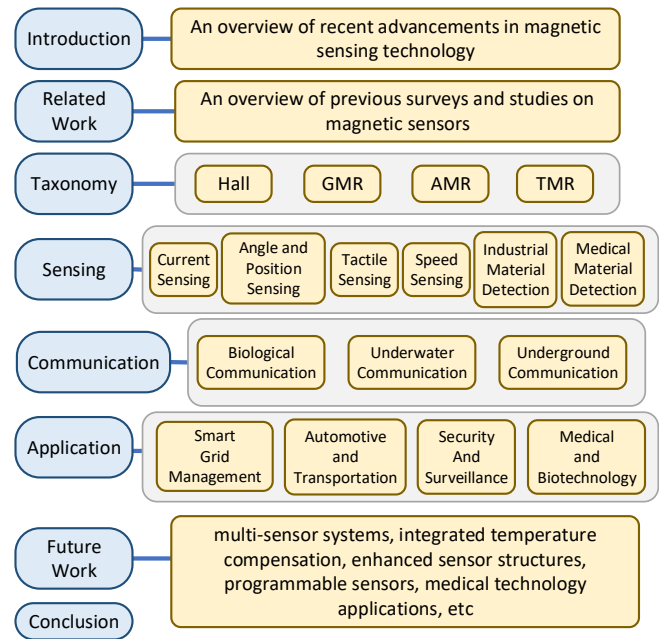 Introduction
An overview of recent advancements in magnetic
sensing technology
Related
Work
An overview of previous surveys and studies on
magnetic sensors
Taxonomy
Hall
GMR
AMR
TMR
Sensing
Current
Sensing
Angle and
Position
Sensing
Tactile
Sensing
Speed
Sensing
Industrial
Material
Detection
Medical
Material
Detection
Communication
Biological
Communication
Underwater
Communication
Underground
Communication
Application
Smart
Grid
Management
Automotive
and
Transportation
Security
And
Surveillance
Medical
and
Biotechnology
Future
Work
multi-sensor systems, integrated temperature
compensation, enhanced sensor structures,
programmable sensors, medical technology
applications, etc
Conclusion